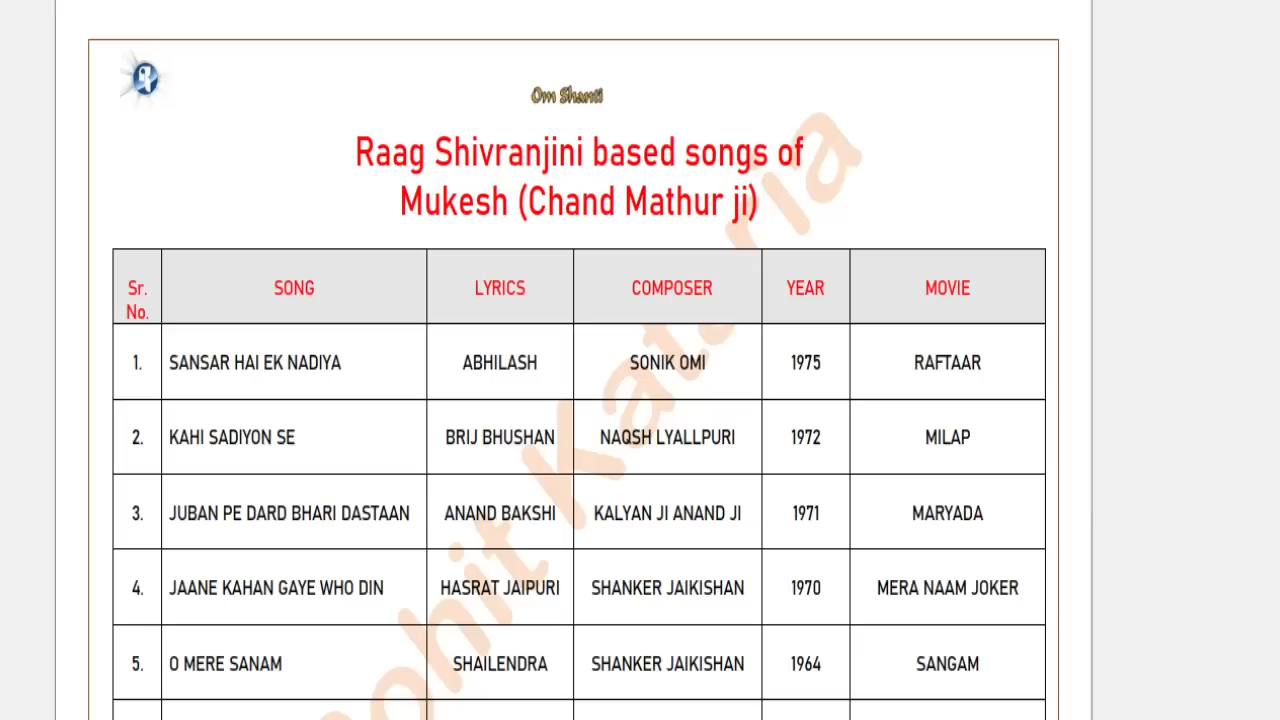 Om Shanti
Raag Shivranjini based songs of
Mukesh (Chand Mathur ji)
Sr. No. SONG LYRICS COMPOSER YEAR MOVIE
1. SANSAR HAI EK NADIYA ABHILASH SONIK OMI 1975 RAFTAAR
2. KAHI SADIYON SE BRIJ BHUSHAN NAQSH LYALLPURI 1972 MILAP
3. JUBAN PE DARD BHARI DASTAAN ANAND BAKSHI KALYAN JI ANAND JI 1971 MARYADA
4. JAANE KAHAN GAYE WHO DIN HASRAT JAIPURI SHANKER JAIKISHAN 1970 MERA NAAM JOKER
5. O MERE SANAM SHAILENDRA SHANKER JAIKISHAN 1964 SANGAM